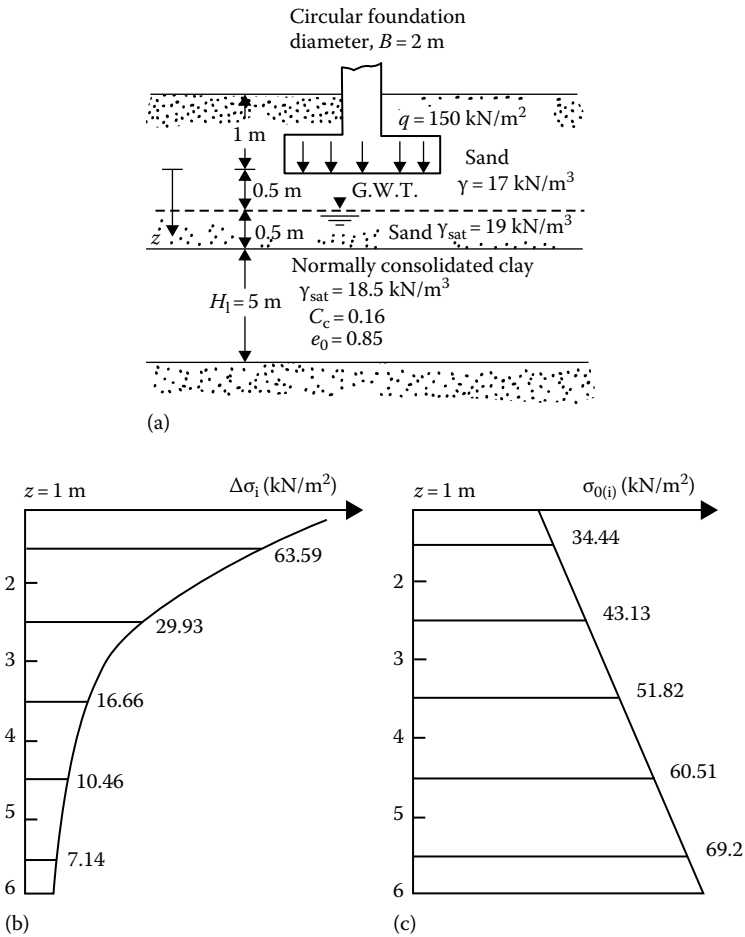 Circular foundation
diameter, B = 2 m
q = 150 kN/m²
1 m
Sand
γ = 17 kN/m³
0.5 m
G.W.T.
z
0.5 m
Sand γsat = 19 kN/m³
Normally consolidated clay
γsat = 18.5 kN/m³
Hl = 5 m
Cc = 0.16
e0 = 0.85
(a)
z = 1 m
Δσi (kN/m²)
63.59
2
29.93
3
16.66
4
10.46
5
7.14
6
(b)
z = 1 m
σ0(i) (kN/m²)
34.44
2
43.13
3
51.82
4
60.51
5
69.2
6
(c)